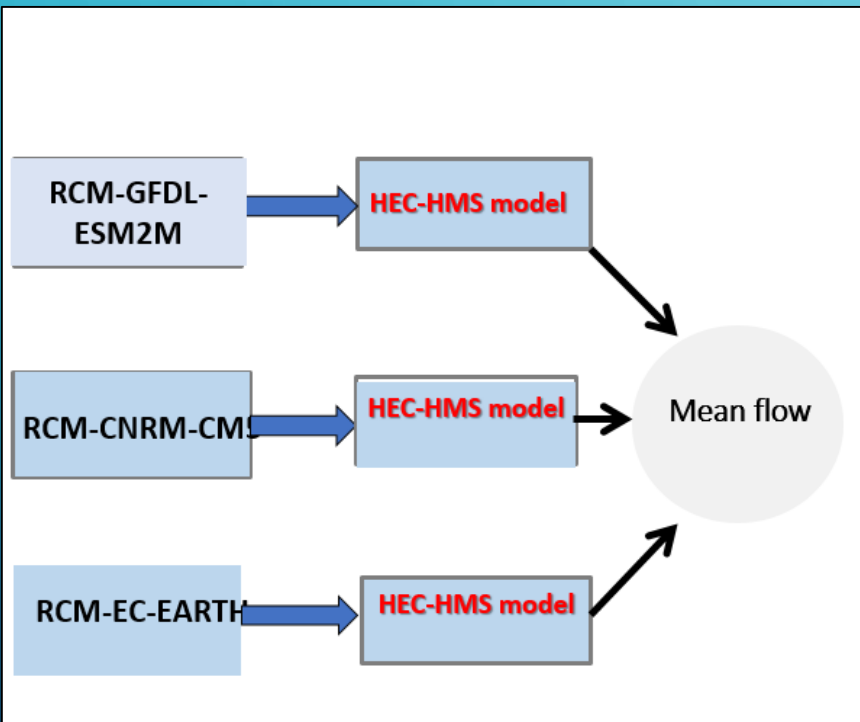 RCM-GFDL-
ESM2M
HEC-HMS model
RCM-CNRM-CM5
HEC-HMS model
Mean flow
RCM-EC-EARTH
HEC-HMS model